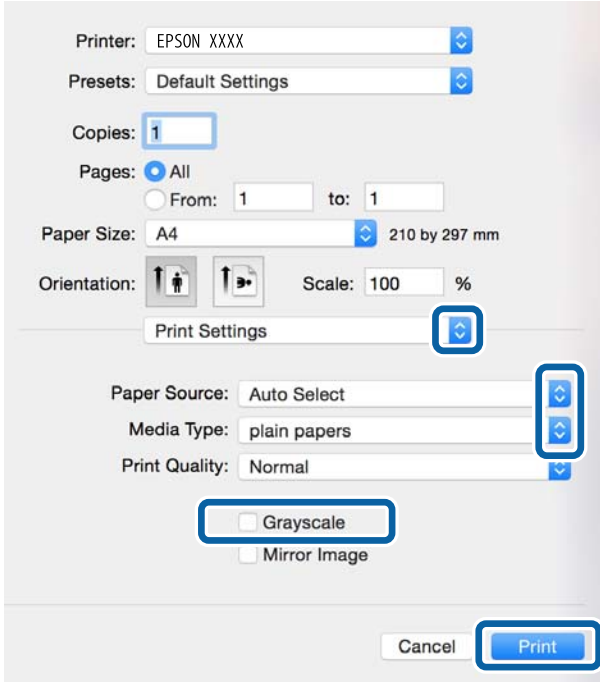 Printer: EPSON XXXX
Presets: Default Settings
Copies: 1
Pages: All
From: 1 to: 1
Paper Size: A4 210 by 297 mm
Orientation: Scale: 100 %
Print Settings
Paper Source: Auto Select
Media Type: plain papers
Print Quality: Normal
Grayscale
Mirror Image
Cancel Print